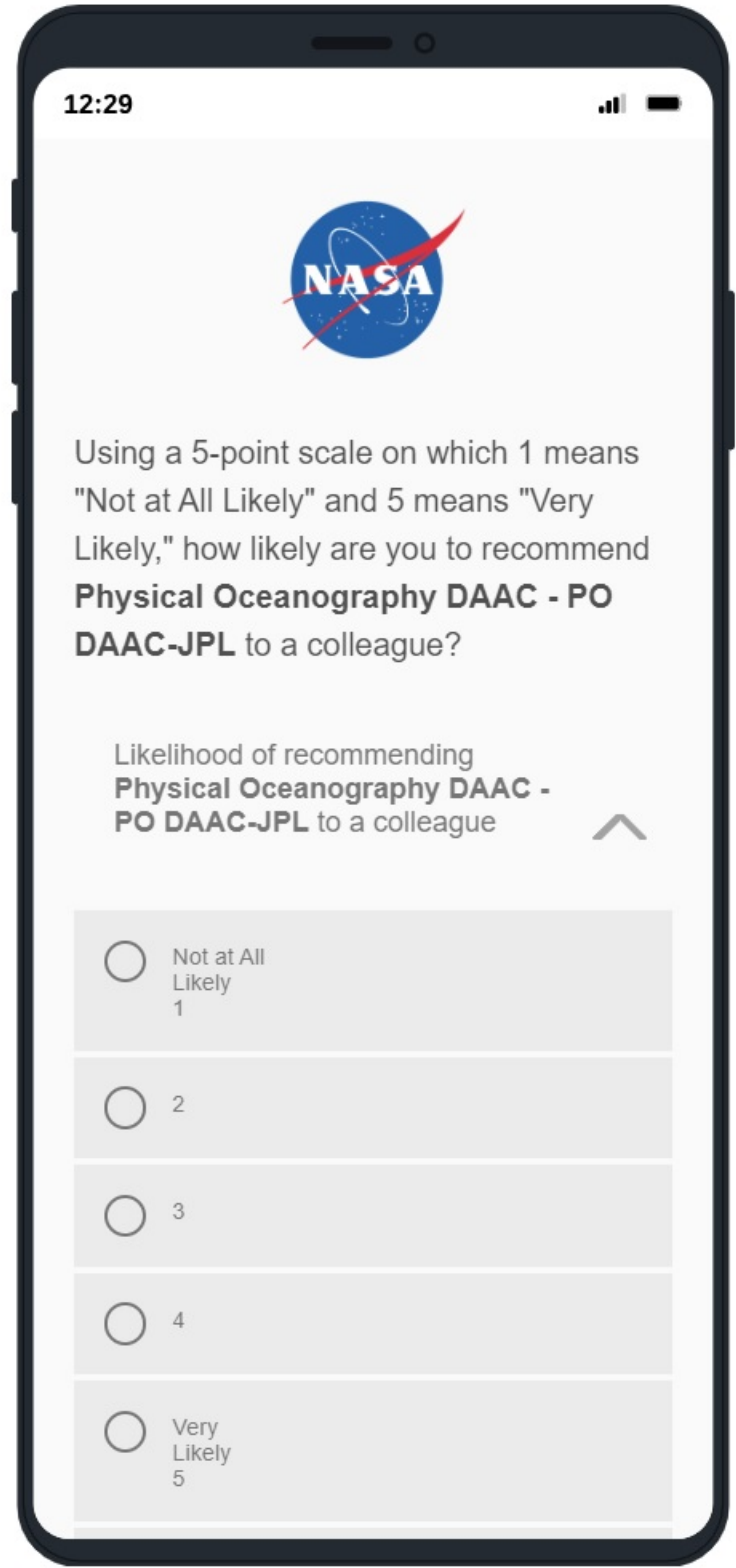 12:29
NASA
Using a 5-point scale on which 1 means
"Not at All Likely" and 5 means "Very
Likely," how likely are you to recommend
Physical Oceanography DAAC - PO
DAAC-JPL to a colleague?
Likelihood of recommending
Physical Oceanography DAAC -
PO DAAC-JPL to a colleague
Not at All
Likely
1
2
3
4
Very
Likely
5